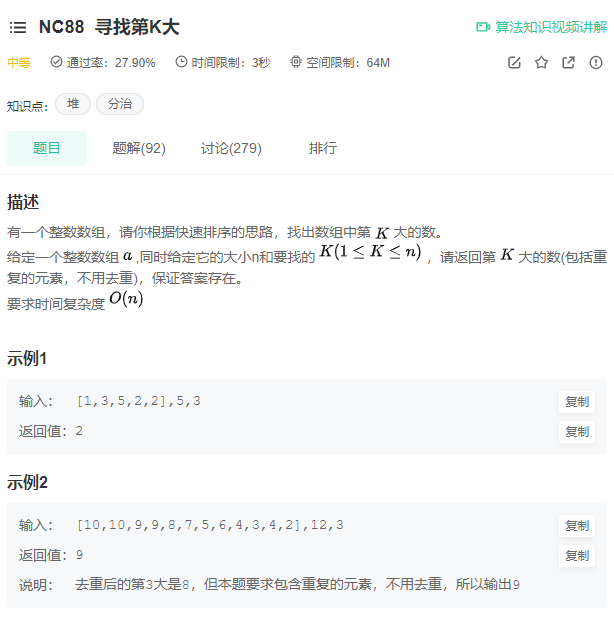 NC88 寻找第K大
算法知识视频讲解
中等 通过率: 27.90% 时间限制: 3秒 空间限制: 64M
知识点: 堆 分治
题目 题解(92) 讨论(279) 排行
描述
有一个整数数组，请你根据快速排序的思路，找出数组中第 K 大的数。
给定一个整数数组 a ,同时给定它的大小n和要找的 K(1 ≤ K ≤ n) ，请返回第 K 大的数(包括重
复的元素，不用去重)，保证答案存在。
要求时间复杂度 O(n)
示例1
输入： [1,3,5,2,2],5,3 复制
返回值：2 复制
示例2
输入： [10,10,9,9,8,7,5,6,4,3,4,2],12,3 复制
返回值：9 复制
说明： 去重后的第3大是8，但本题要求包含重复的元素，不用去重，所以输出9